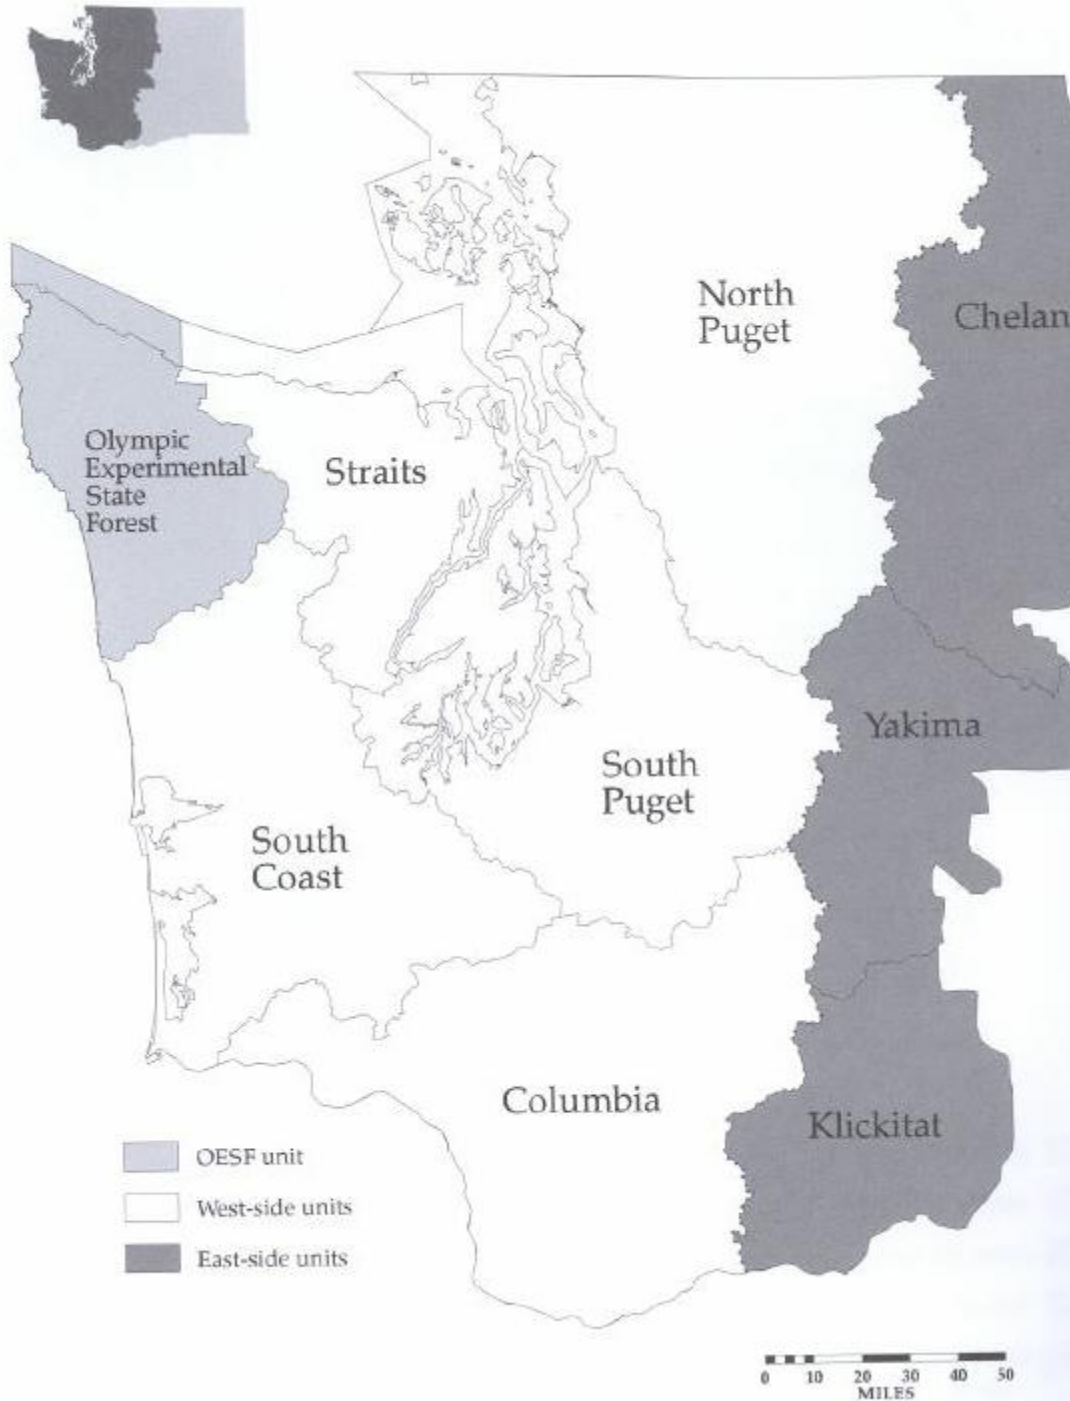 North
Puget
Chelan
Olympic
Experimental
State
Forest
Straits
Yakima
South
Puget
South
Coast
Columbia
Klickitat
OESF unit
West-side units
East-side units
0 10 20 30 40 50
MILES